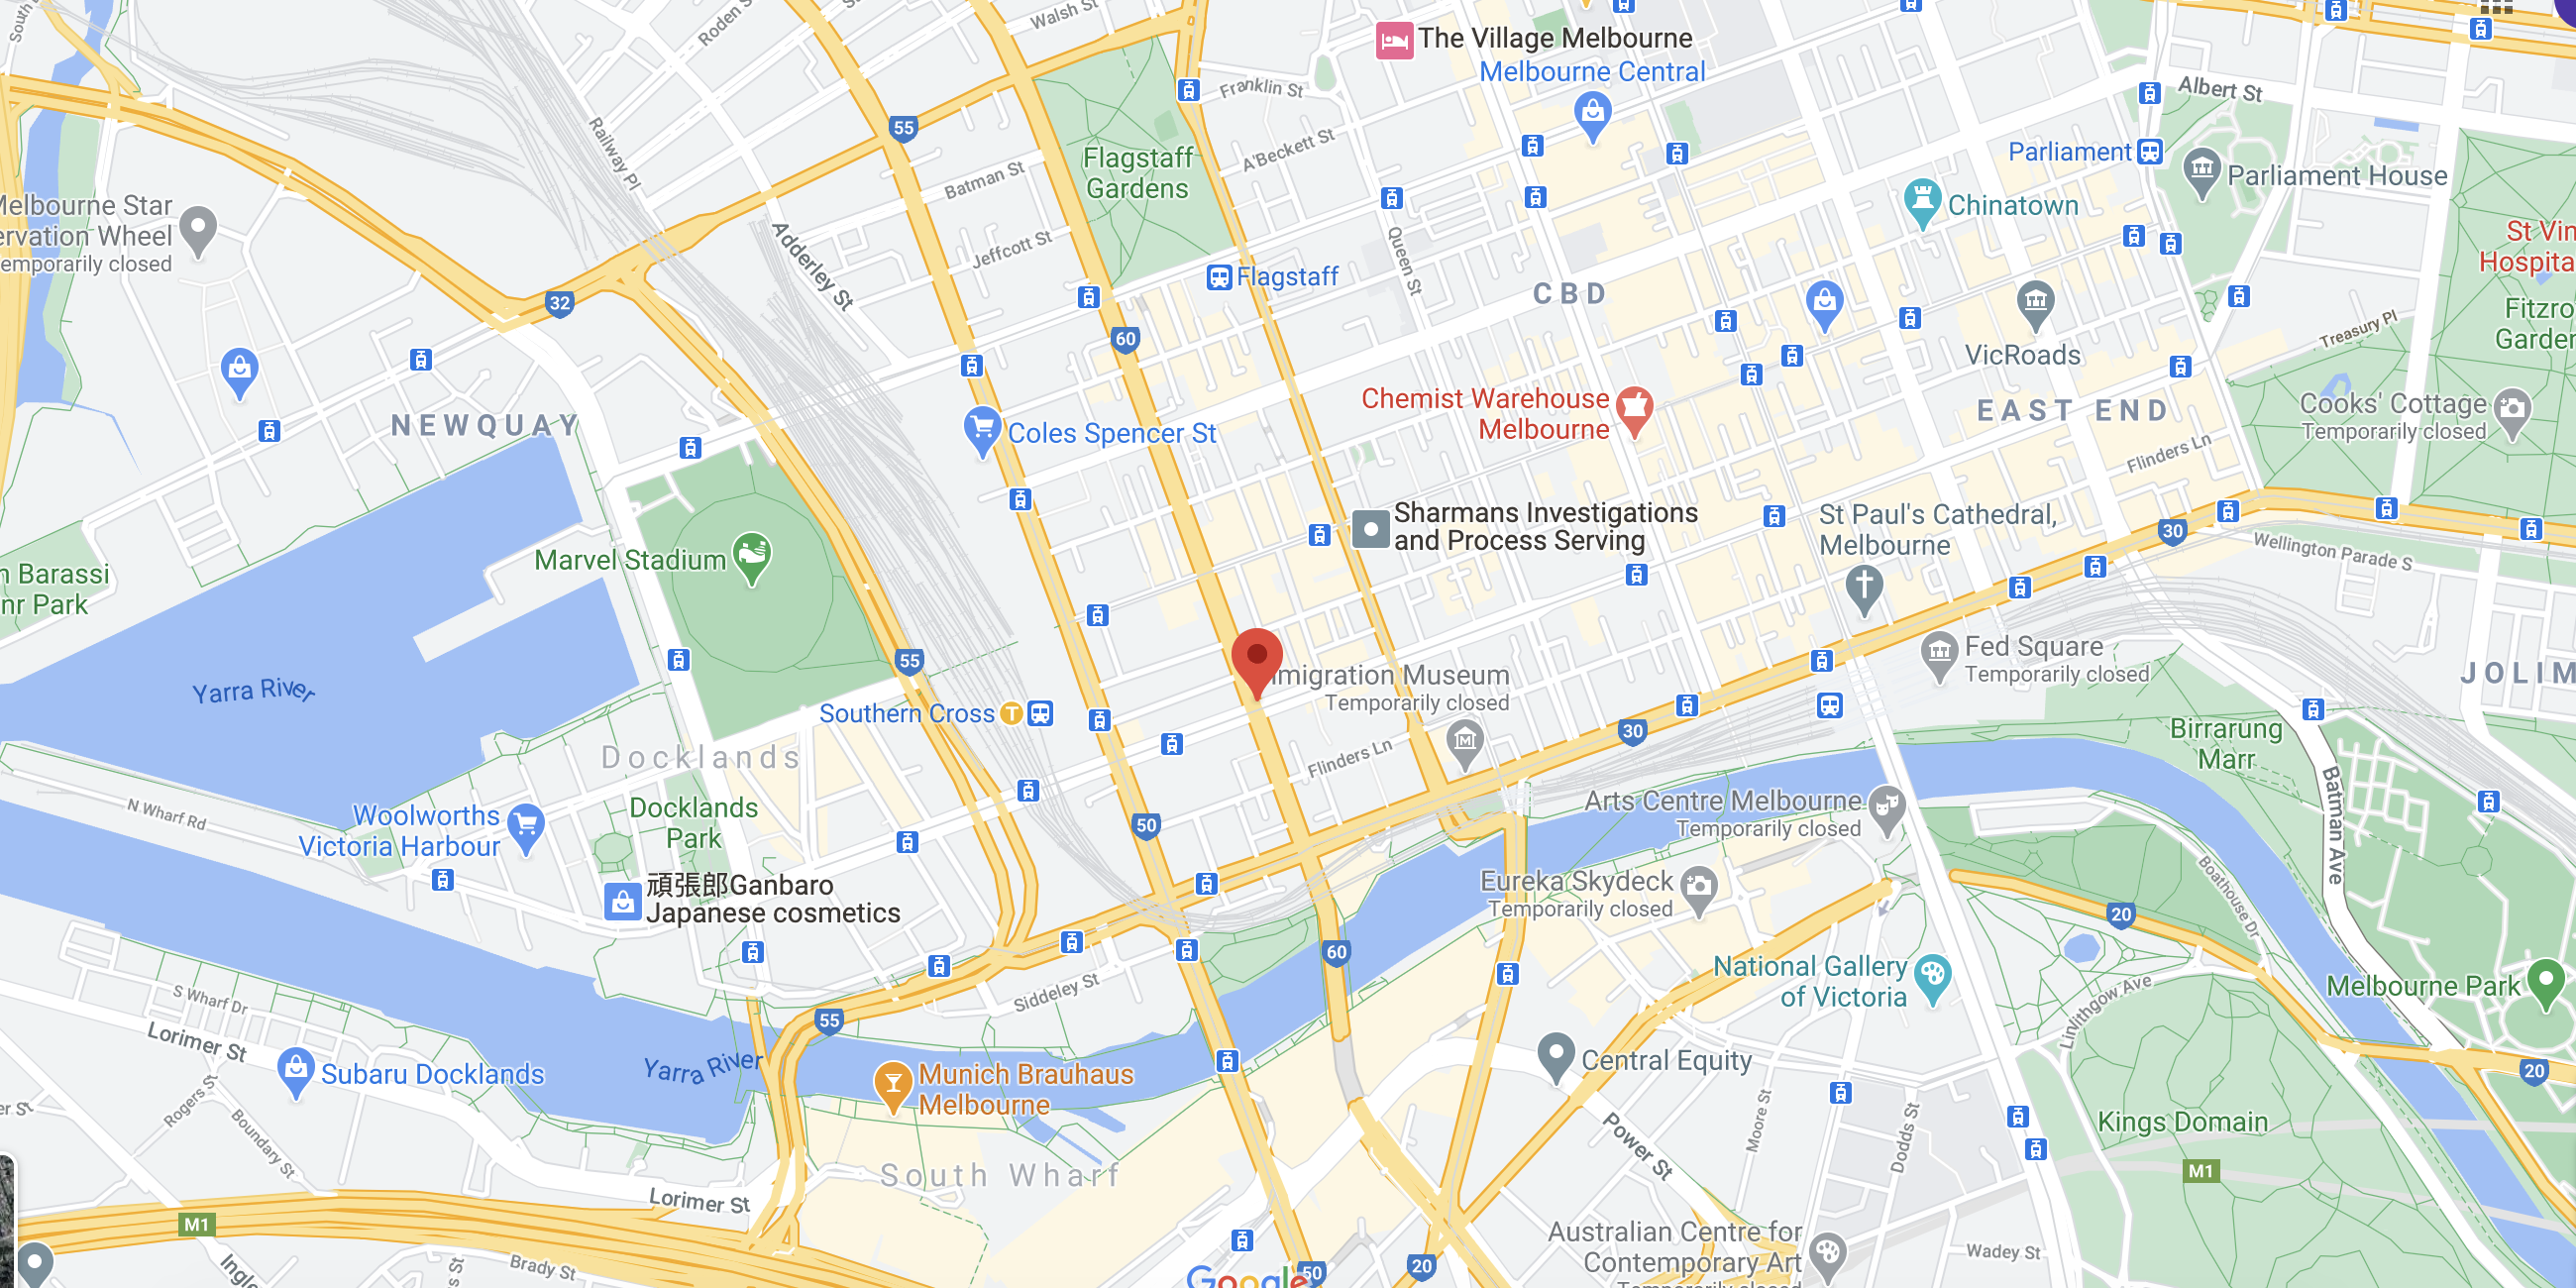 Walsh St
Roden S
South
The Village Melbourne
Melbourne Central
Franklin St
Albert St
55
Railway Pl
A'Beckett St
Flagstaff
Gardens
Batman St
Parliament
Parliament House
Melbourne Star
ervation Wheel
emporarily closed
Chinatown
Adderley St
Jeffcott St
Queen St
Flagstaff
St Vin
Hospita
CBD
32
60
VicRoads
Treasury Pl
Fitzro
Garden
NEWQUAY
Coles Spencer St
Chemist Warehouse
Melbourne
EAST END
Cooks' Cottage
Temporarily closed
Flinders Ln
Marvel Stadium
Sharmans Investigations
and Process Serving
St Paul's Cathedral,
Melbourne
30
Wellington Parade S
n Barassi
nr Park
55
Yarra River
mmigration Museum
Temporarily closed
Fed Square
Temporarily closed
JOLIM
Southern Cross
T
30
Birrarung
Marr
Docklands
Flinders Ln
N Wharf Rd
Woolworths
Victoria Harbour
Docklands
Park
50
Arts Centre Melbourne
Temporarily closed
Batman Ave
頑張郎Ganbaro
Japanese cosmetics
Eureka Skydeck
Temporarily closed
20
Boathouse Dr
60
S Wharf Dr
Siddeley St
National Gallery
of Victoria
Linlithgow Ave
Melbourne Park
Lorimer St
55
Subaru Docklands
Yarra River
Munich Brauhaus
Melbourne
Central Equity
20
er St
Rogers St
Boundary St
Power St
Moore St
Dodds St
Kings Domain
South Wharf
M1
Lorimer St
M1
Australian Centre for
Contemporary Art
Temporarily closed
Wadey St
Ingle
s St
Brady St
Google
50
20